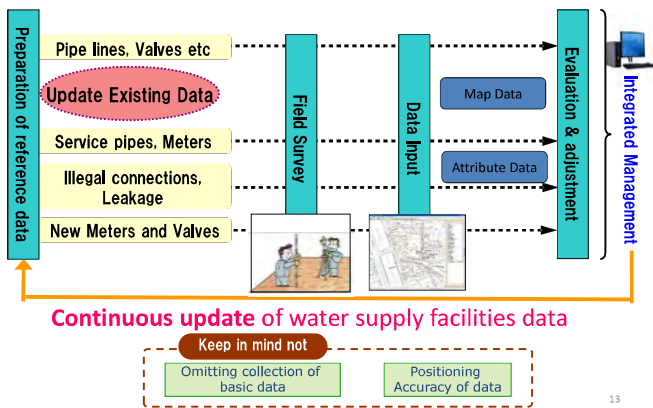 Preparation of reference data
Pipe lines, Valves etc
Update Existing Data
Service pipes, Meters
Illegal connections,
Leakage
New Meters and Valves
Field Survey
Data Input
Map Data
Attribute Data
Evaluation & adjustment
Integrated Management
Continuous update of water supply facilities data
Keep in mind not
Omitting collection of
basic data
Positioning
Accuracy of data
13